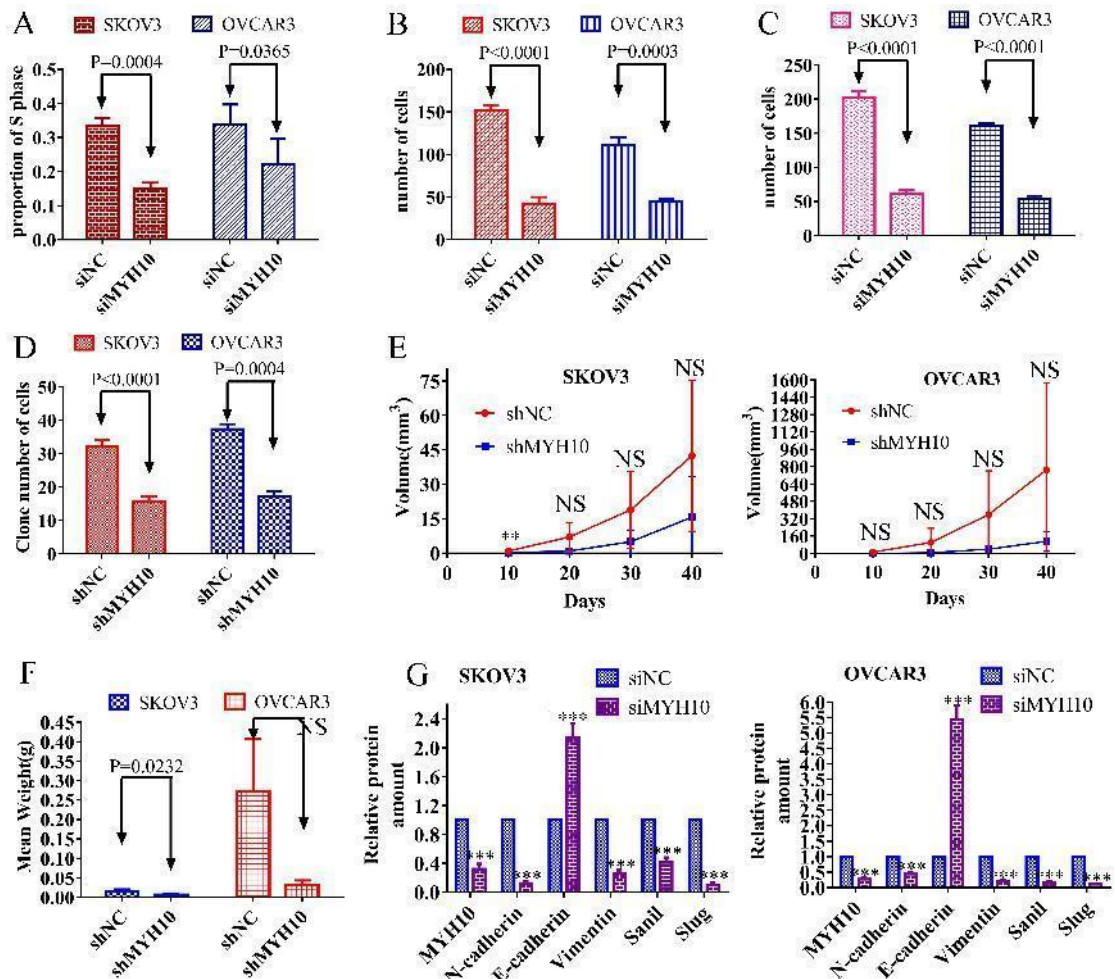 A
SKOV3
OVCAR3
P=0.0004
P=0.0365
proportion of S phase
0.5
0.4
0.3
0.2
0.1
0.0
siNC
siMYH10
siNC
siMYH10
B
SKOV3
OVCAR3
P<0.0001
P=0.0003
number of cells
200
150
100
50
0
siNC
siMYH10
siNC
siMYH10
C
SKOV3
OVCAR3
P<0.0001
P<0.0001
number of cells
250
200
150
100
50
0
siNC
siMYH10
siNC
siMYH10
D
SKOV3
OVCAR3
P<0.0001
P=0.0004
Clone number of cells
50
40
30
20
10
0
shNC
shMYH10
shNC
shMYH10
E
SKOV3
shNC
shMYH10
Volume(mm³)
75
60
45
30
15
0
**
NS
NS
NS
0
10
20
30
40
Days
OVCAR3
shNC
shMYH10
Volume(mm³)
1600
1280
1120
960
800
640
480
320
160
0
NS
NS
NS
NS
0
10
20
30
40
Days
F
SKOV3
OVCAR3
NS
P=0.0232
Mean Weight(g)
0.45
0.40
0.35
0.30
0.25
0.20
0.15
0.10
0.05
0.00
shNC
shMYH10
shNC
shMYH10
G
SKOV3
siNC
siMYH10
Relative protein
amount
2.4
2.0
1.6
1.2
0.8
0.4
0.0
***
***
***
***
***
***
MYH10
N-cadherin
E-cadherin
Vimentin
Sanil
Slug
OVCAR3
siNC
siMYH10
Relative protein
amount
6.0
5.5
5.0
4.5
4.0
3.5
3.0
2.5
2.0
1.5
1.0
0.5
0.0
***
***
***
***
***
***
MYH10
N-cadherin
E-cadherin
Vimentin
Sanil
Slug